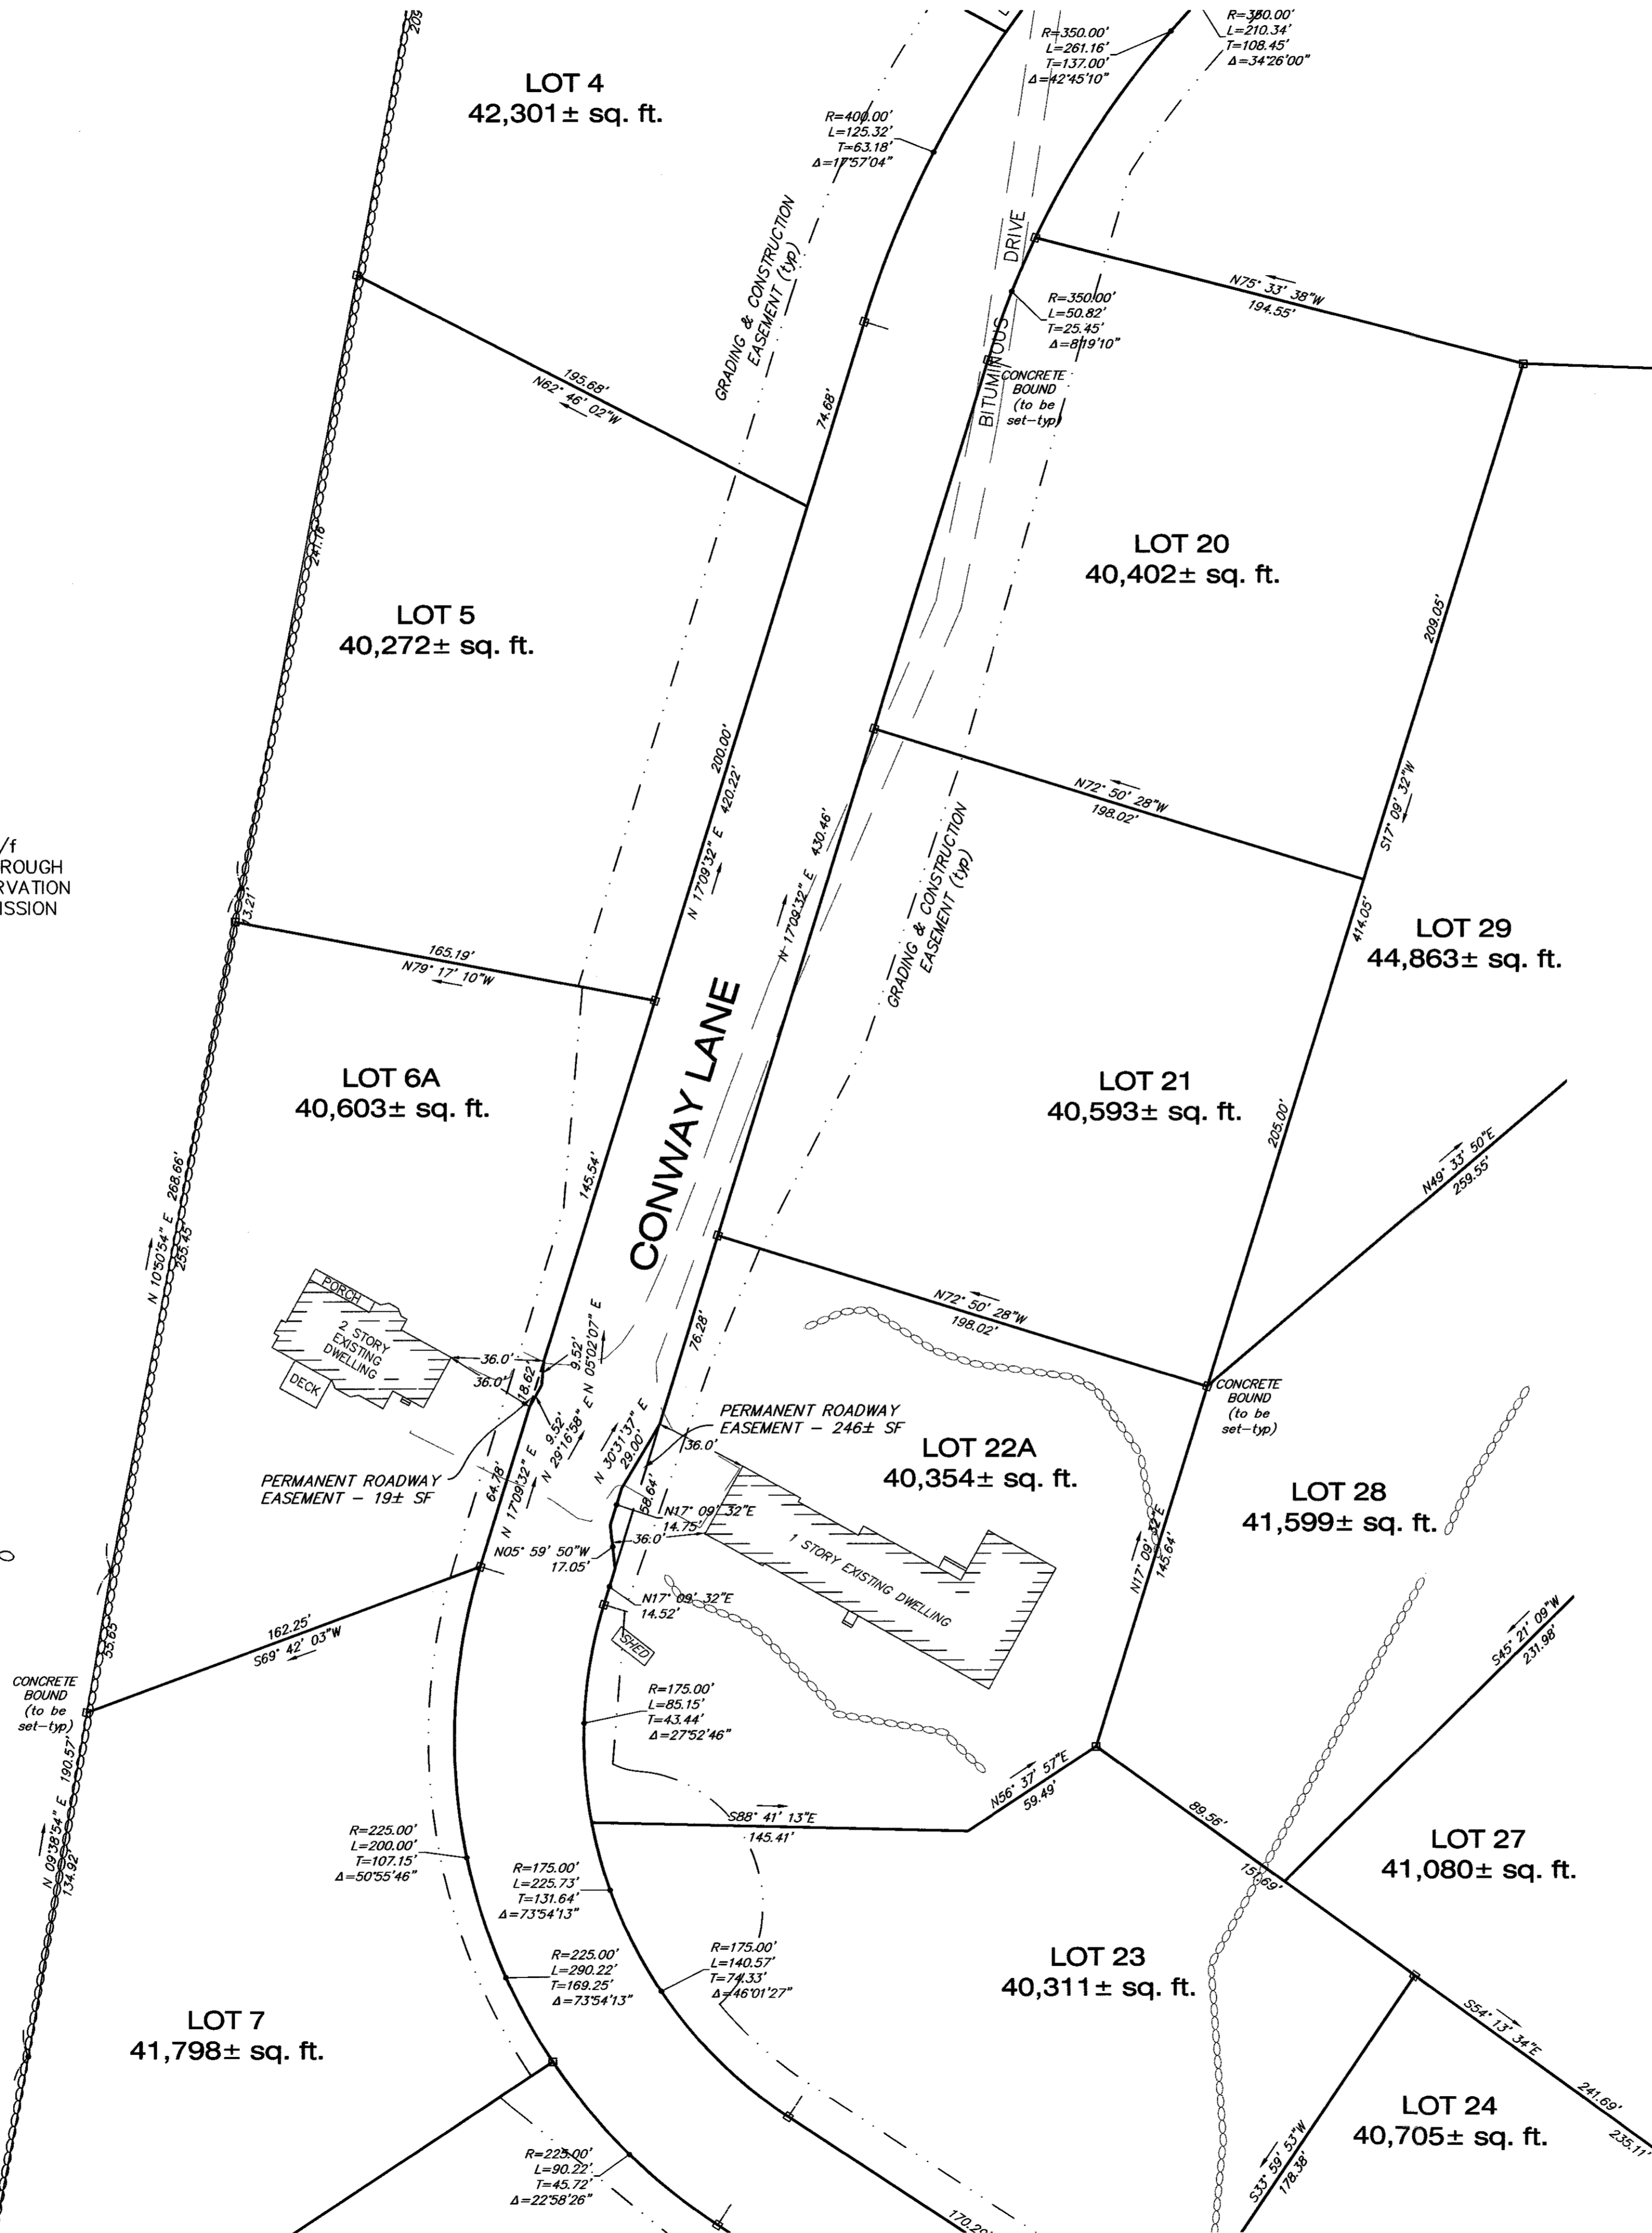 209
LOT 4
42,301± sq. ft.
R=400.00'
L=125.32'
T=63.18'
Δ=17°57'04"
R=350.00'
L=261.16'
T=137.00'
Δ=42°45'10"
R=350.00'
L=210.34'
T=108.45'
Δ=34°26'00"
GRADING & CONSTRUCTION
EASEMENT (typ)
BITUMINOUS DRIVE
R=350.00'
L=50.82'
T=25.45'
Δ=8°19'10"
CONCRETE
BOUND
(to be
set-typ)
N75° 33' 38"W
194.55'
195.68'
N62° 46' 02"W
74.68'
241.16'
LOT 5
40,272± sq. ft.
LOT 20
40,402± sq. ft.
209.05'
200.00'
N 17°09'32" E 420.22'
N 17°09'32" E 430.46'
N72° 50' 28"W
198.02'
S17° 09' 32"W
414.05'
GRADING & CONSTRUCTION
EASEMENT (typ)
/f
ROUGH
RVATION
ISSION
13.21'
165.19'
N79° 17' 10"W
LOT 29
44,863± sq. ft.
LOT 6A
40,603± sq. ft.
CONWAY LANE
LOT 21
40,593± sq. ft.
205.00'
N49° 33' 50"E
259.55'
N 10°50'54" E 268.66'
255.45'
145.54'
76.28'
N72° 50' 28"W
198.02'
PORCH
2 STORY
EXISTING
DWELLING
DECK
36.0'
36.0'
18.62'
9.52'
N 05°02'07" E
9.52'
N 29°16'58" E
N 30°31'37" E
29.00'
64.78'
N 17°09'32" E
PERMANENT ROADWAY
EASEMENT - 19± SF
PERMANENT ROADWAY
EASEMENT - 246± SF
36.0'
58.64'
LOT 22A
40,354± sq. ft.
CONCRETE
BOUND
(to be
set-typ)
LOT 28
41,599± sq. ft.
N17° 09' 32"E
14.75'
36.0'
N05° 59' 50"W
17.05'
1 STORY EXISTING DWELLING
N17° 09' 32"E
145.64'
N17° 09' 32"E
14.52'
SHED
55.65
162.25'
S69° 42' 03"W
CONCRETE
BOUND
(to be
set-typ)
S45° 21' 09"W
231.98'
R=175.00'
L=85.15'
T=43.44'
Δ=27°52'46"
N 09°38'54" E 190.57'
134.92'
N56° 37' 57"E
59.49'
S88° 41' 13"E
145.41'
89.56'
151.69'
R=225.00'
L=200.00'
T=107.15'
Δ=50°55'46"
R=175.00'
L=225.73'
T=131.64'
Δ=73°54'13"
LOT 27
41,080± sq. ft.
R=225.00'
L=290.22'
T=169.25'
Δ=73°54'13"
R=175.00'
L=140.57'
T=74.33'
Δ=46°01'27"
LOT 23
40,311± sq. ft.
LOT 7
41,798± sq. ft.
S54° 13' 34"E
241.69'
235.11'
LOT 24
40,705± sq. ft.
S33° 59' 53"W
178.38'
R=225.00'
L=90.22'
T=45.72'
Δ=22°58'26"
170.20'